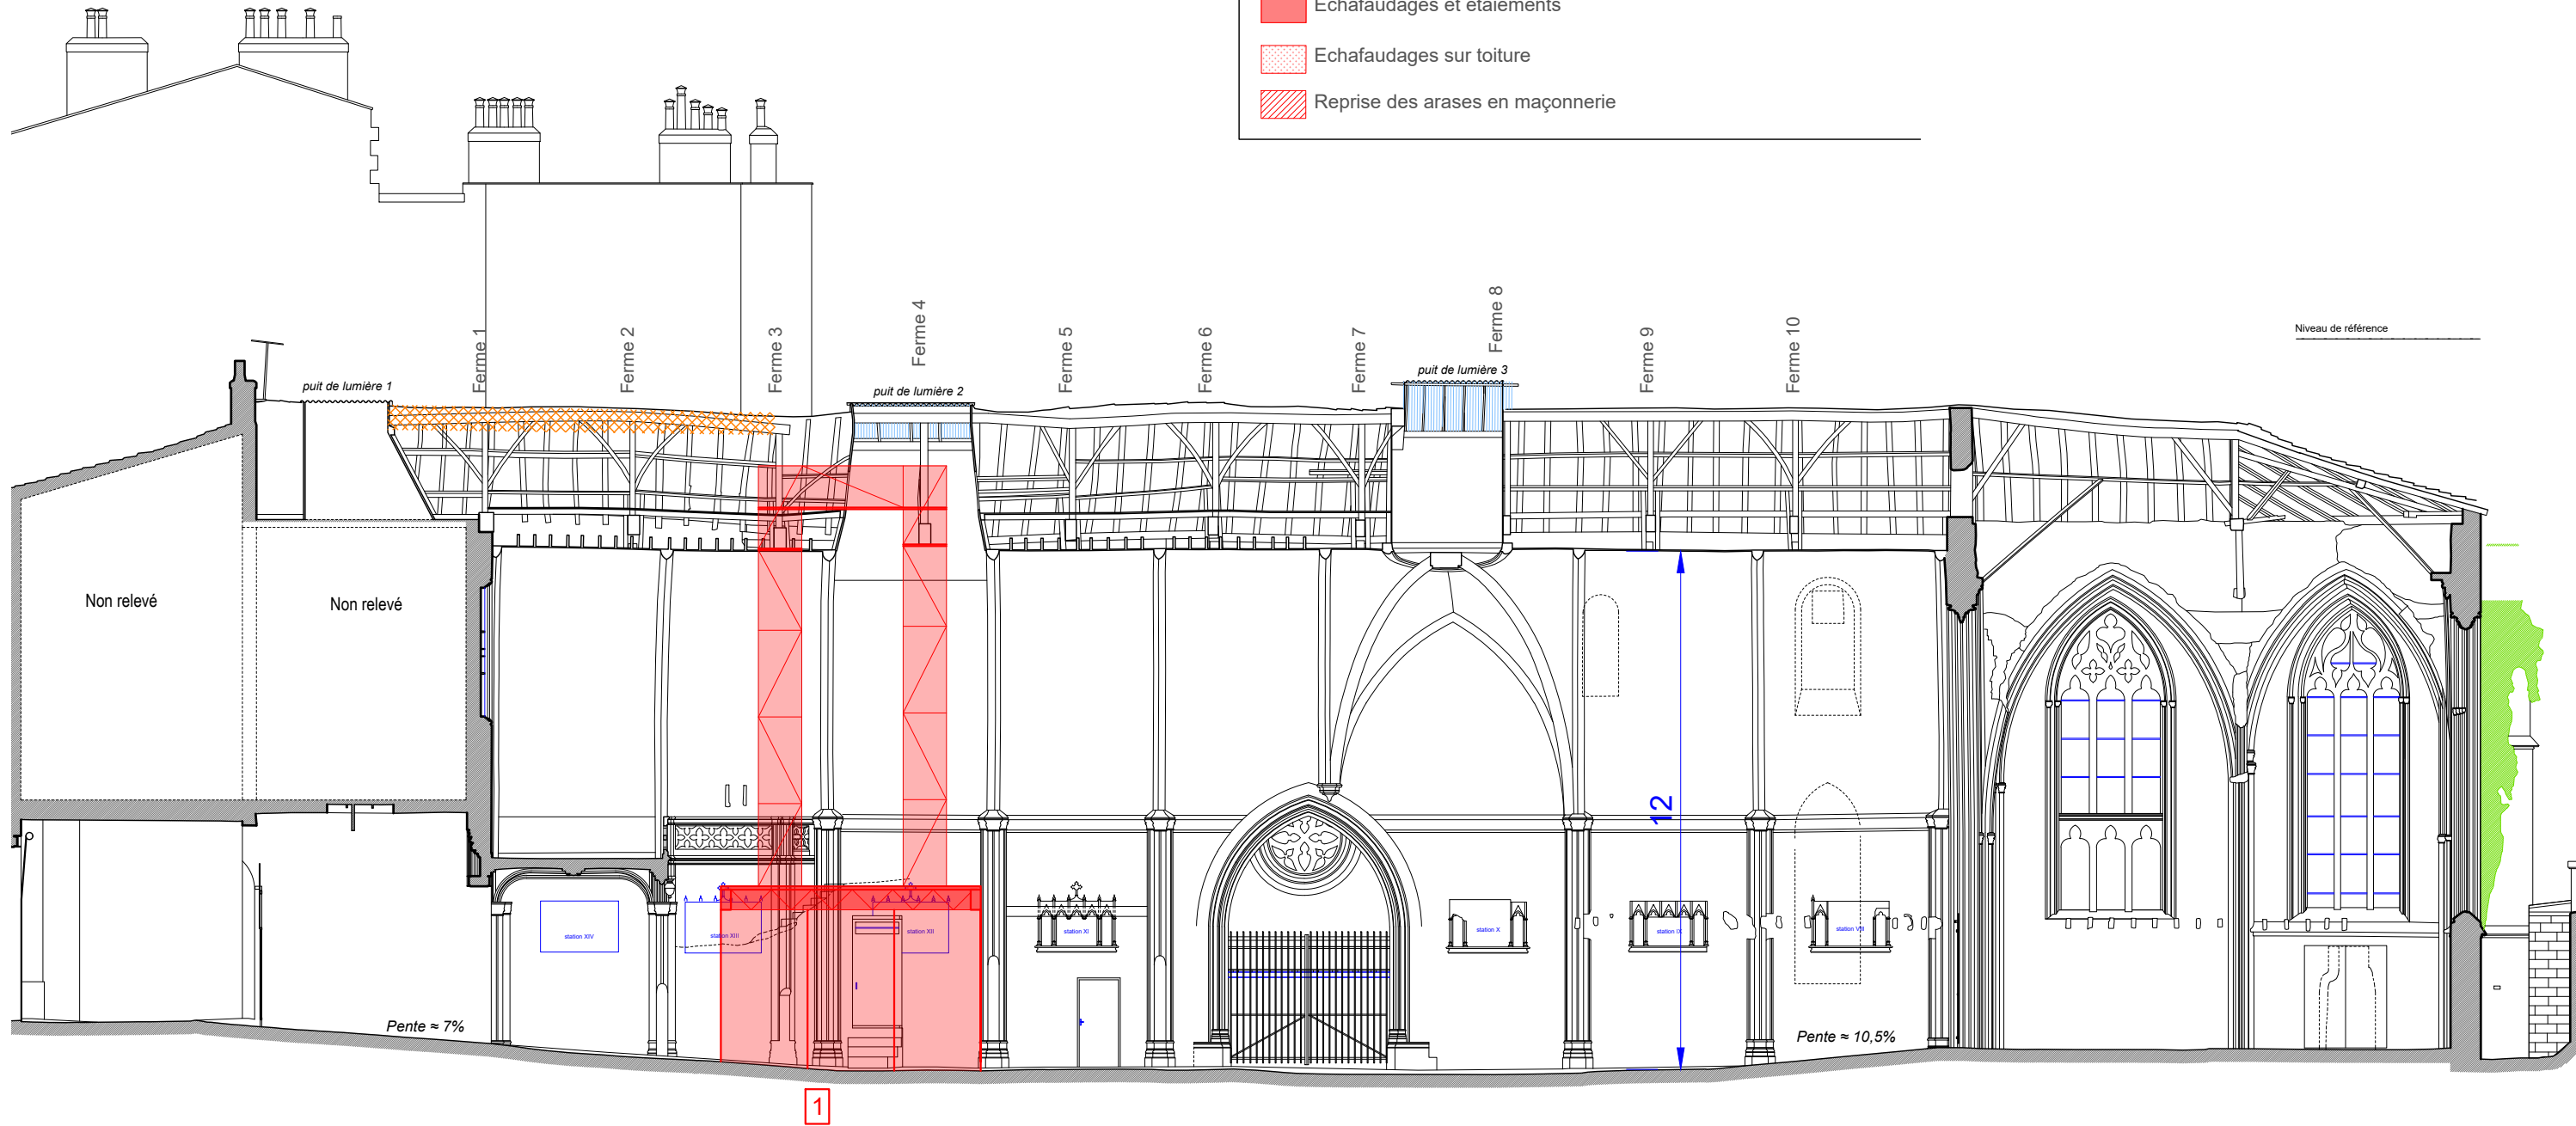 Echafaudages et étaiements
Echafaudages sur toiture
Reprise des arases en maçonnerie
Ferme 1
Ferme 2
Ferme 3
Ferme 4
Ferme 5
Ferme 6
Ferme 7
Ferme 8
Ferme 9
Ferme 10
Niveau de référence
puit de lumière 1
puit de lumière 2
puit de lumière 3
Non relevé
Non relevé
12
station XIV
station XIII
station XII
station XI
station X
station IX
station VIII
Pente ≈ 7%
Pente ≈ 10,5%
1